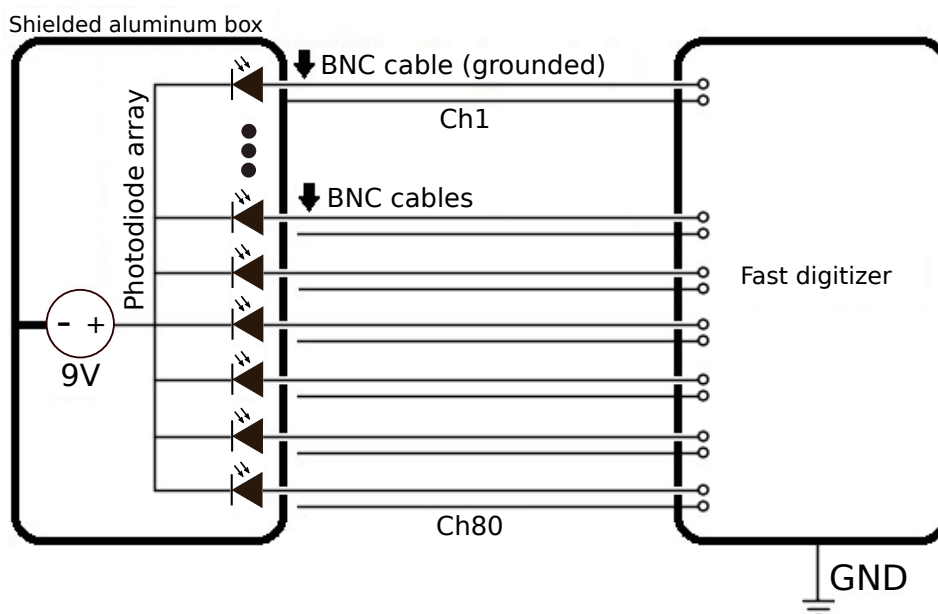 Shielded aluminum box
BNC cable (grounded)
Ch1
Photodiode array
BNC cables
Fast digitizer
- +
9V
Ch80
GND